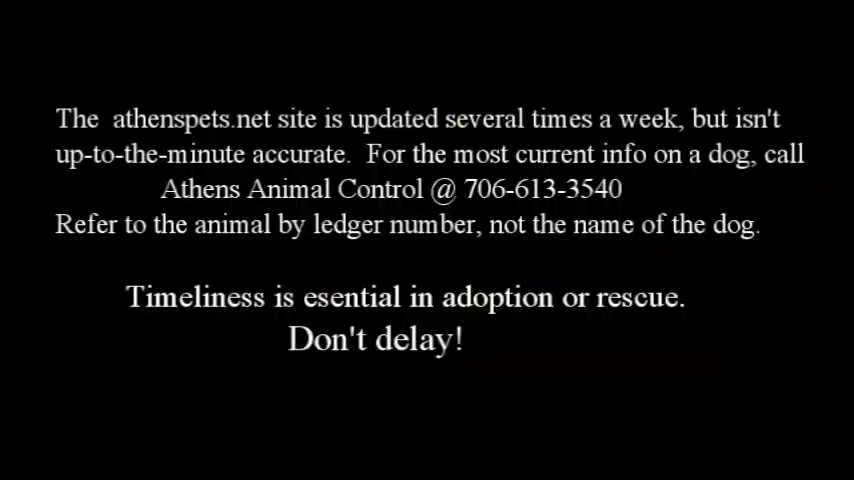 The  athenspets.net site is updated several times a week, but isn't
up-to-the-minute accurate.  For the most current info on a dog, call
Athens Animal Control @ 706-613-3540
Refer to the animal by ledger number, not the name of the dog.
Timeliness is esential in adoption or rescue.
Don't delay!